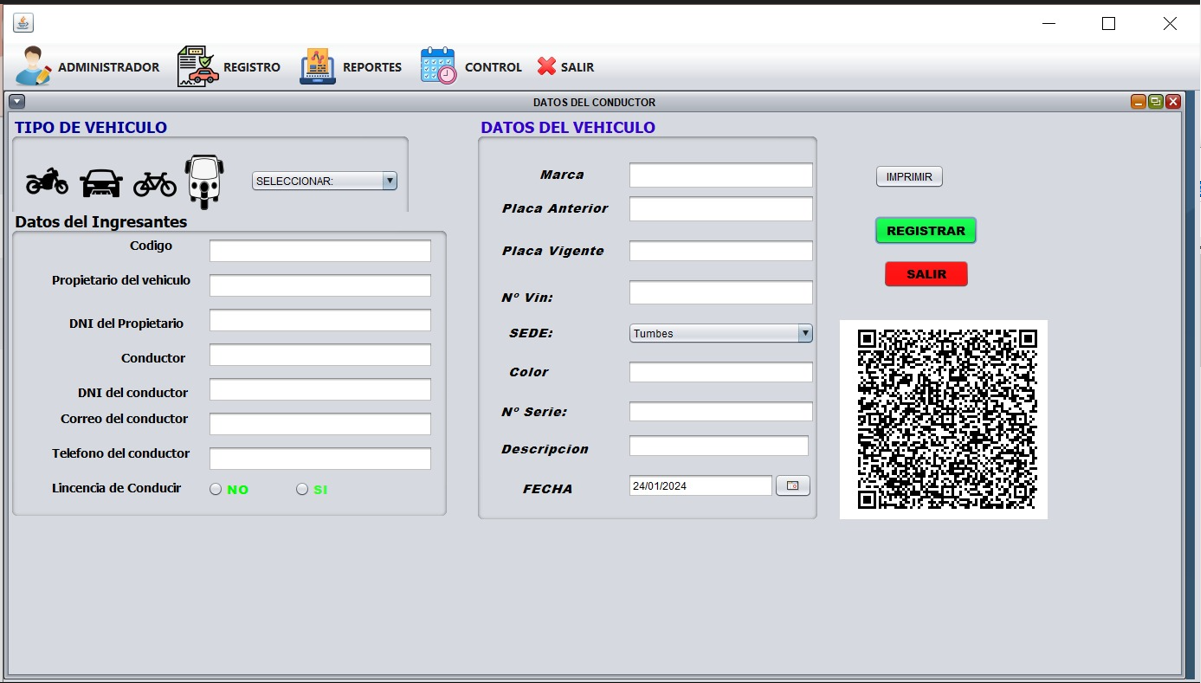 ADMINISTRADOR REGISTRO REPORTES CONTROL SALIR
DATOS DEL CONDUCTOR
TIPO DE VEHICULO
SELECCIONAR:
Datos del Ingresantes
Codigo
Propietario del vehiculo
DNI del Propietario
Conductor
DNI del conductor
Correo del conductor
Telefono del conductor
Lincencia de Conducir NO SI
DATOS DEL VEHICULO
Marca
Placa Anterior
Placa Vigente
Nº Vin:
SEDE: Tumbes
Color
Nº Serie:
Descripcion
FECHA 24/01/2024
IMPRIMIR
REGISTRAR
SALIR